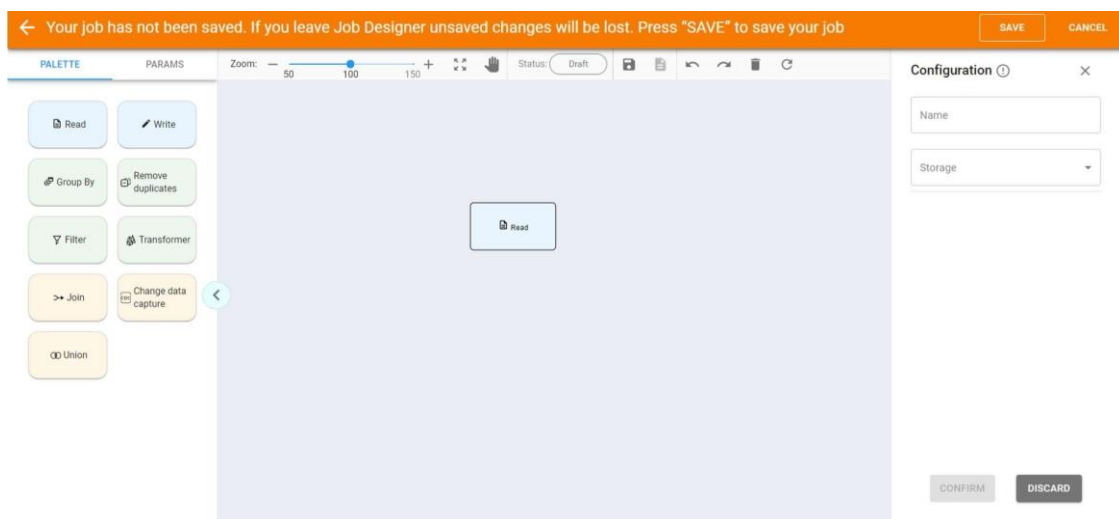 Your job has not been saved. If you leave Job Designer unsaved changes will be lost. Press “SAVE” to save your job
SAVE
CANCEL
PALETTE
PARAMS
Zoom:
50
100
150
Status:
Draft
Configuration
Read
Write
Name
Group By
Remove
duplicates
Storage
Filter
Transformer
Read
Join
Change data
capture
Union
CONFIRM
DISCARD